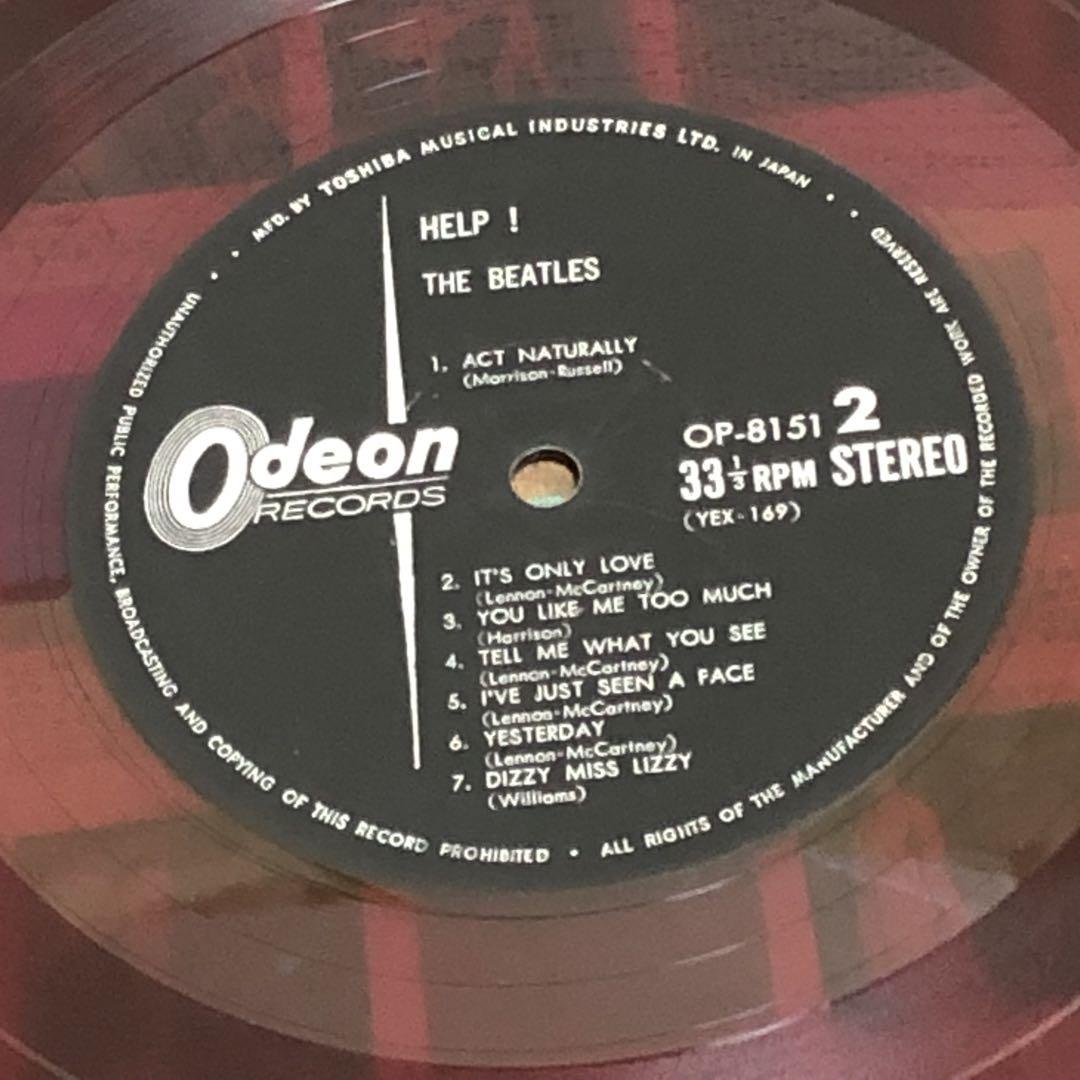 MFD. BY TOSHIBA MUSICAL INDUSTRIES LTD. IN JAPAN
HELP !
THE BEATLES
1. ACT NATURALLY
(Morrison-Russell)
Odeon
RECORDS
OP-8151 2
33 1/3 RPM STEREO
(YEX-169)
2. IT'S ONLY LOVE
(Lennon-McCartney)
3. YOU LIKE ME TOO MUCH
(Harrison)
4. TELL ME WHAT YOU SEE
(Lennon-McCartney)
5. I'VE JUST SEEN A FACE
(Lennon-McCartney)
6. YESTERDAY
(Lennon-McCartney)
7. DIZZY MISS LIZZY
(Williams)
UNAUTHORIZED PUBLIC PERFORMANCE, BROADCASTING AND COPYING OF THIS RECORD PROHIBITED • ALL RIGHTS OF THE MANUFACTURER AND OF THE OWNER OF THE RECORDED WORK ARE RESERVED